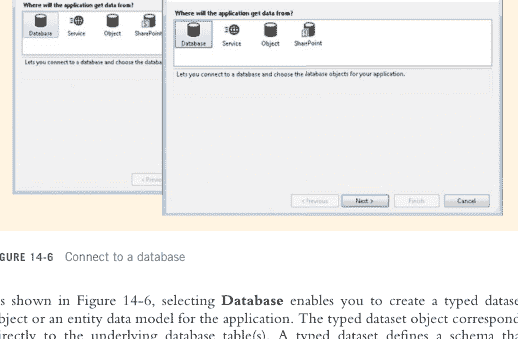 Where will the application get data from?
Database Service Object SharePoint
Lets you connect to a database and choose the databa
< Previou
Where will the application get data from?
Database Service Object SharePoint
Lets you connect to a database and choose the database objects for your application.
< Previous Next > Finish Cancel
GURE 14-6 Connect to a database
s shown in Figure 14-6, selecting Database enables you to create a typed datase
bject or an entity data model for the application. The typed dataset object correspond
irectly to the underlying database table(s). A typed dataset defines a schema tha